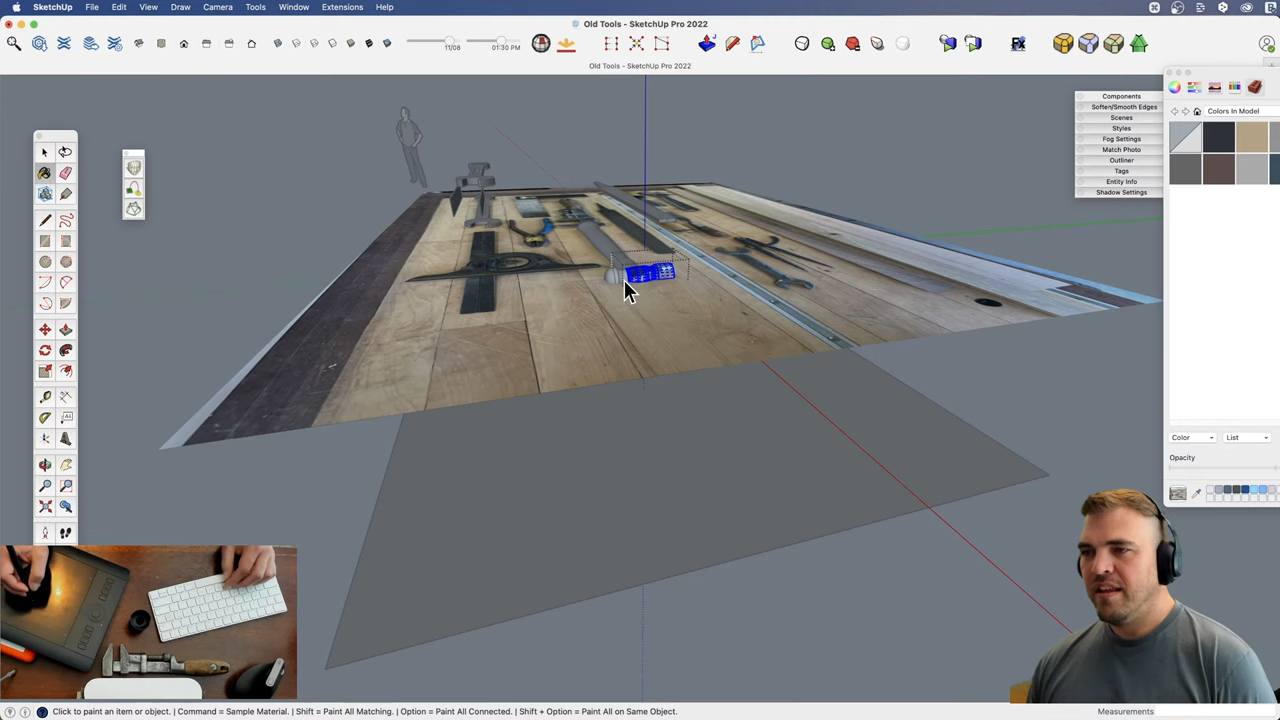 SketchUp File Edit View Draw Camera Tools Window Extensions Help
Old Tools - SketchUp Pro 2022
11/08 01:30 PM
Old Tools - SketchUp Pro 2022
Components
Soften/Smooth Edges
Scenes
Styles
Fog Settings
Match Photo
Outliner
Tags
Entity Info
Shadow Settings
Colors In Model
Color List
Opacity
Click to paint an item or object. | Command = Sample Material. | Shift = Paint All Matching. | Option = Paint All Connected. | Shift + Option = Paint All on Same Object. Measurements